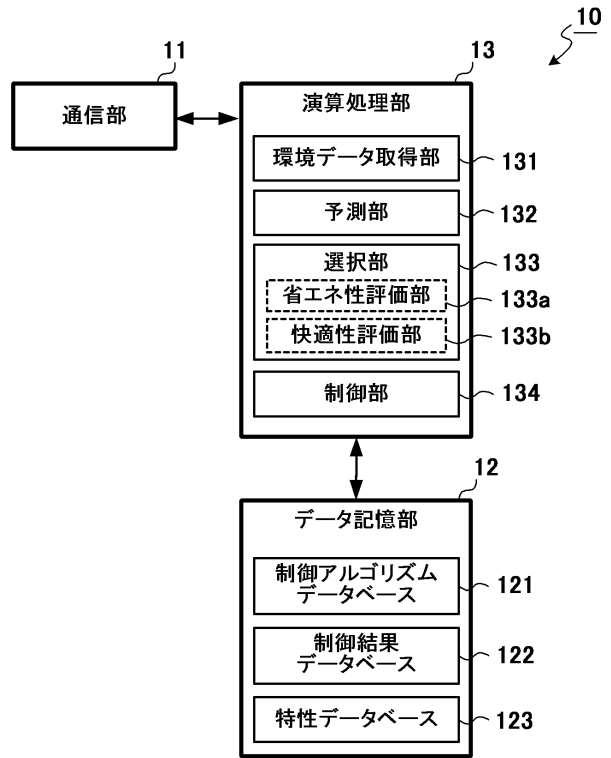 10
11
通信部
13
演算処理部
環境データ取得部
131
予測部
132
選択部
133
省エネ性評価部
133a
快適性評価部
133b
制御部
134
12
データ記憶部
制御アルゴリズム
データベース
121
制御結果
データベース
122
特性データベース
123